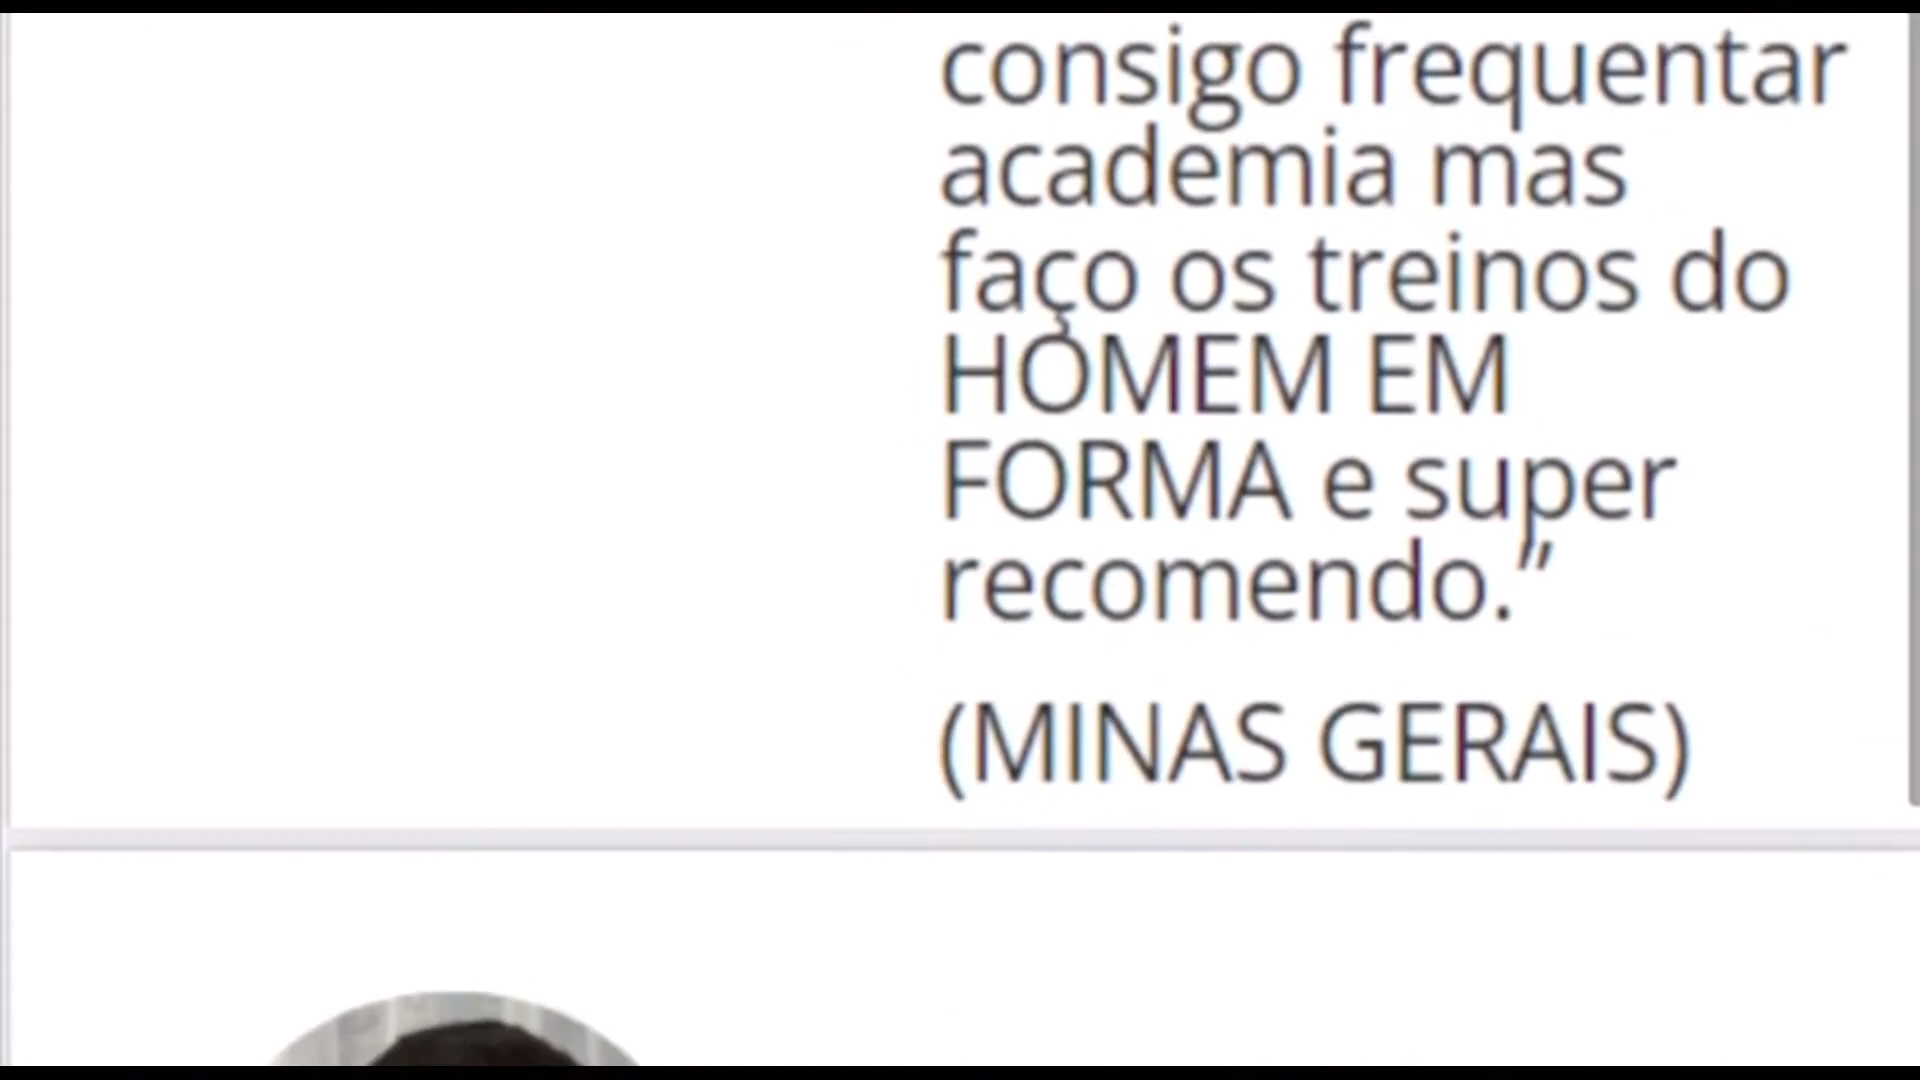 consigo frequentar
academia mas
faço os treinos do
HOMEM EM
FORMA e super
recomendo.”
(MINAS GERAIS)